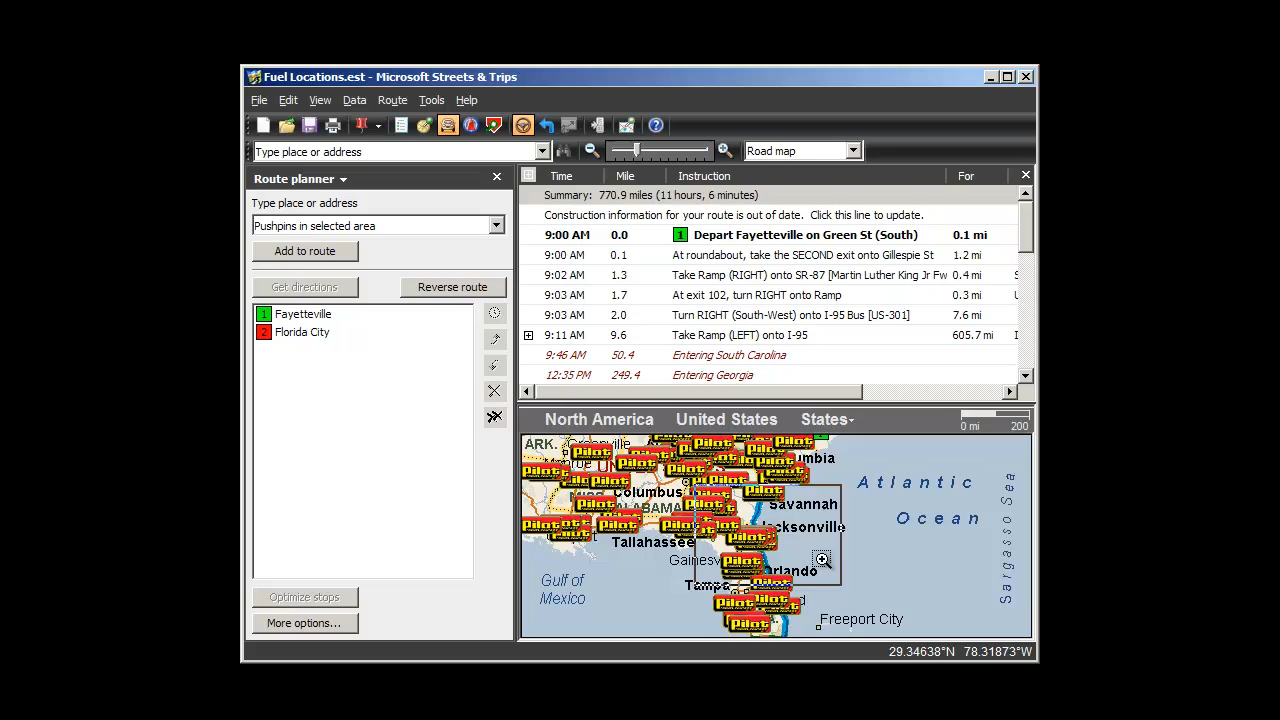 Fuel Locations.est - Microsoft Streets & Trips
File Edit View Data Route Tools Help
Type place or address
Road map
Route planner
Type place or address
Pushpins in selected area
Add to route
Get directions
Reverse route
1 Fayetteville
2 Florida City
Optimize stops
More options...
Time Mile Instruction For
Summary: 770.9 miles (11 hours, 6 minutes)
Construction information for your route is out of date. Click this line to update.
9:00 AM 0.0 1 Depart Fayetteville on Green St (South) 0.1 mi
9:00 AM 0.1 At roundabout, take the SECOND exit onto Gillespie St 1.2 mi
9:02 AM 1.3 Take Ramp (RIGHT) onto SR-87 [Martin Luther King Jr Fw 0.4 mi
9:03 AM 1.7 At exit 102, turn RIGHT onto Ramp 0.3 mi
9:03 AM 2.0 Turn RIGHT (South-West) onto I-95 Bus [US-301] 7.6 mi
9:11 AM 9.6 Take Ramp (LEFT) onto I-95 605.7 mi
9:46 AM 50.4 Entering South Carolina
12:35 PM 249.4 Entering Georgia
North America United States States
0 mi 200
ARK.
Pilot
Columbus
ALABAMA
Savannah
Jacksonville
Tallahassee
Gainesv
Orlando
Tampa
Gulf of
Mexico
Atlantic
Ocean
Sargasso Sea
Freeport City
29.34638°N 78.31873°W